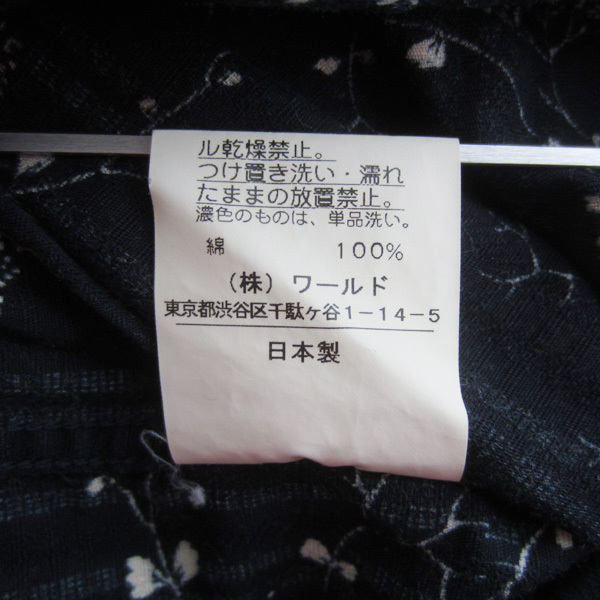 ル乾燥禁止。
つけ置き洗い・濡れ
たままの放置禁止。
濃色のものは、単品洗い。
綿 100%
(株) ワールド
東京都渋谷区千駄ヶ谷1-14-5
日本製